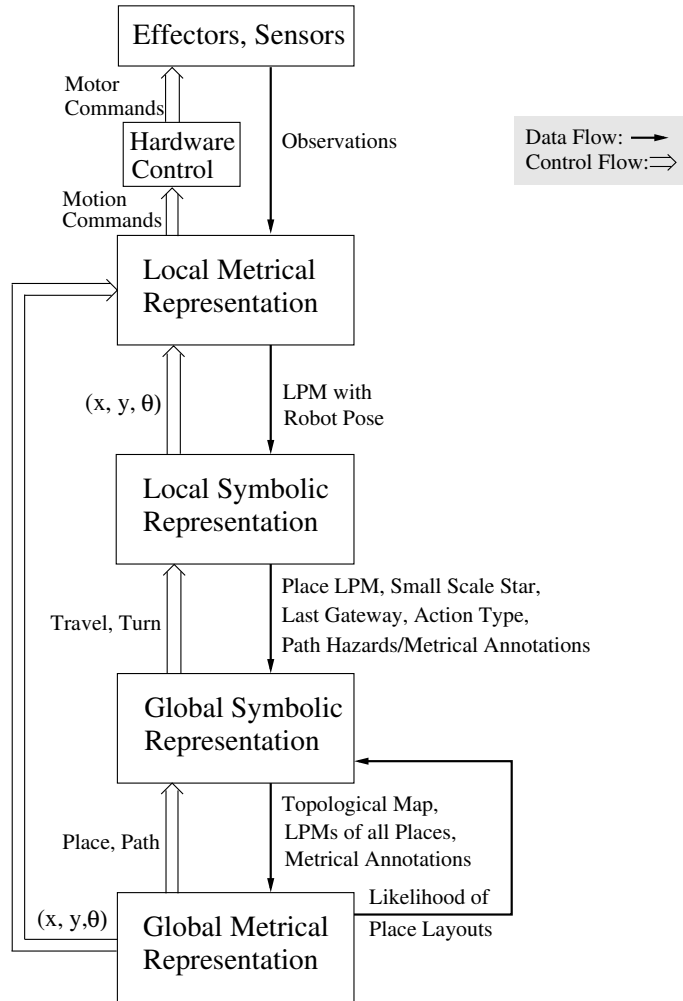 Effectors, Sensors
Motor
Commands
Hardware
Control
Observations
Data Flow:
Control Flow:
Motion
Commands
Local Metrical
Representation
(x, y, θ)
LPM with
Robot Pose
Local Symbolic
Representation
Travel, Turn
Place LPM, Small Scale Star,
Last Gateway, Action Type,
Path Hazards/Metrical Annotations
Global Symbolic
Representation
Place, Path
Topological Map,
LPMs of all Places,
Metrical Annotations
(x, y,θ)
Global Metrical
Representation
Likelihood of
Place Layouts